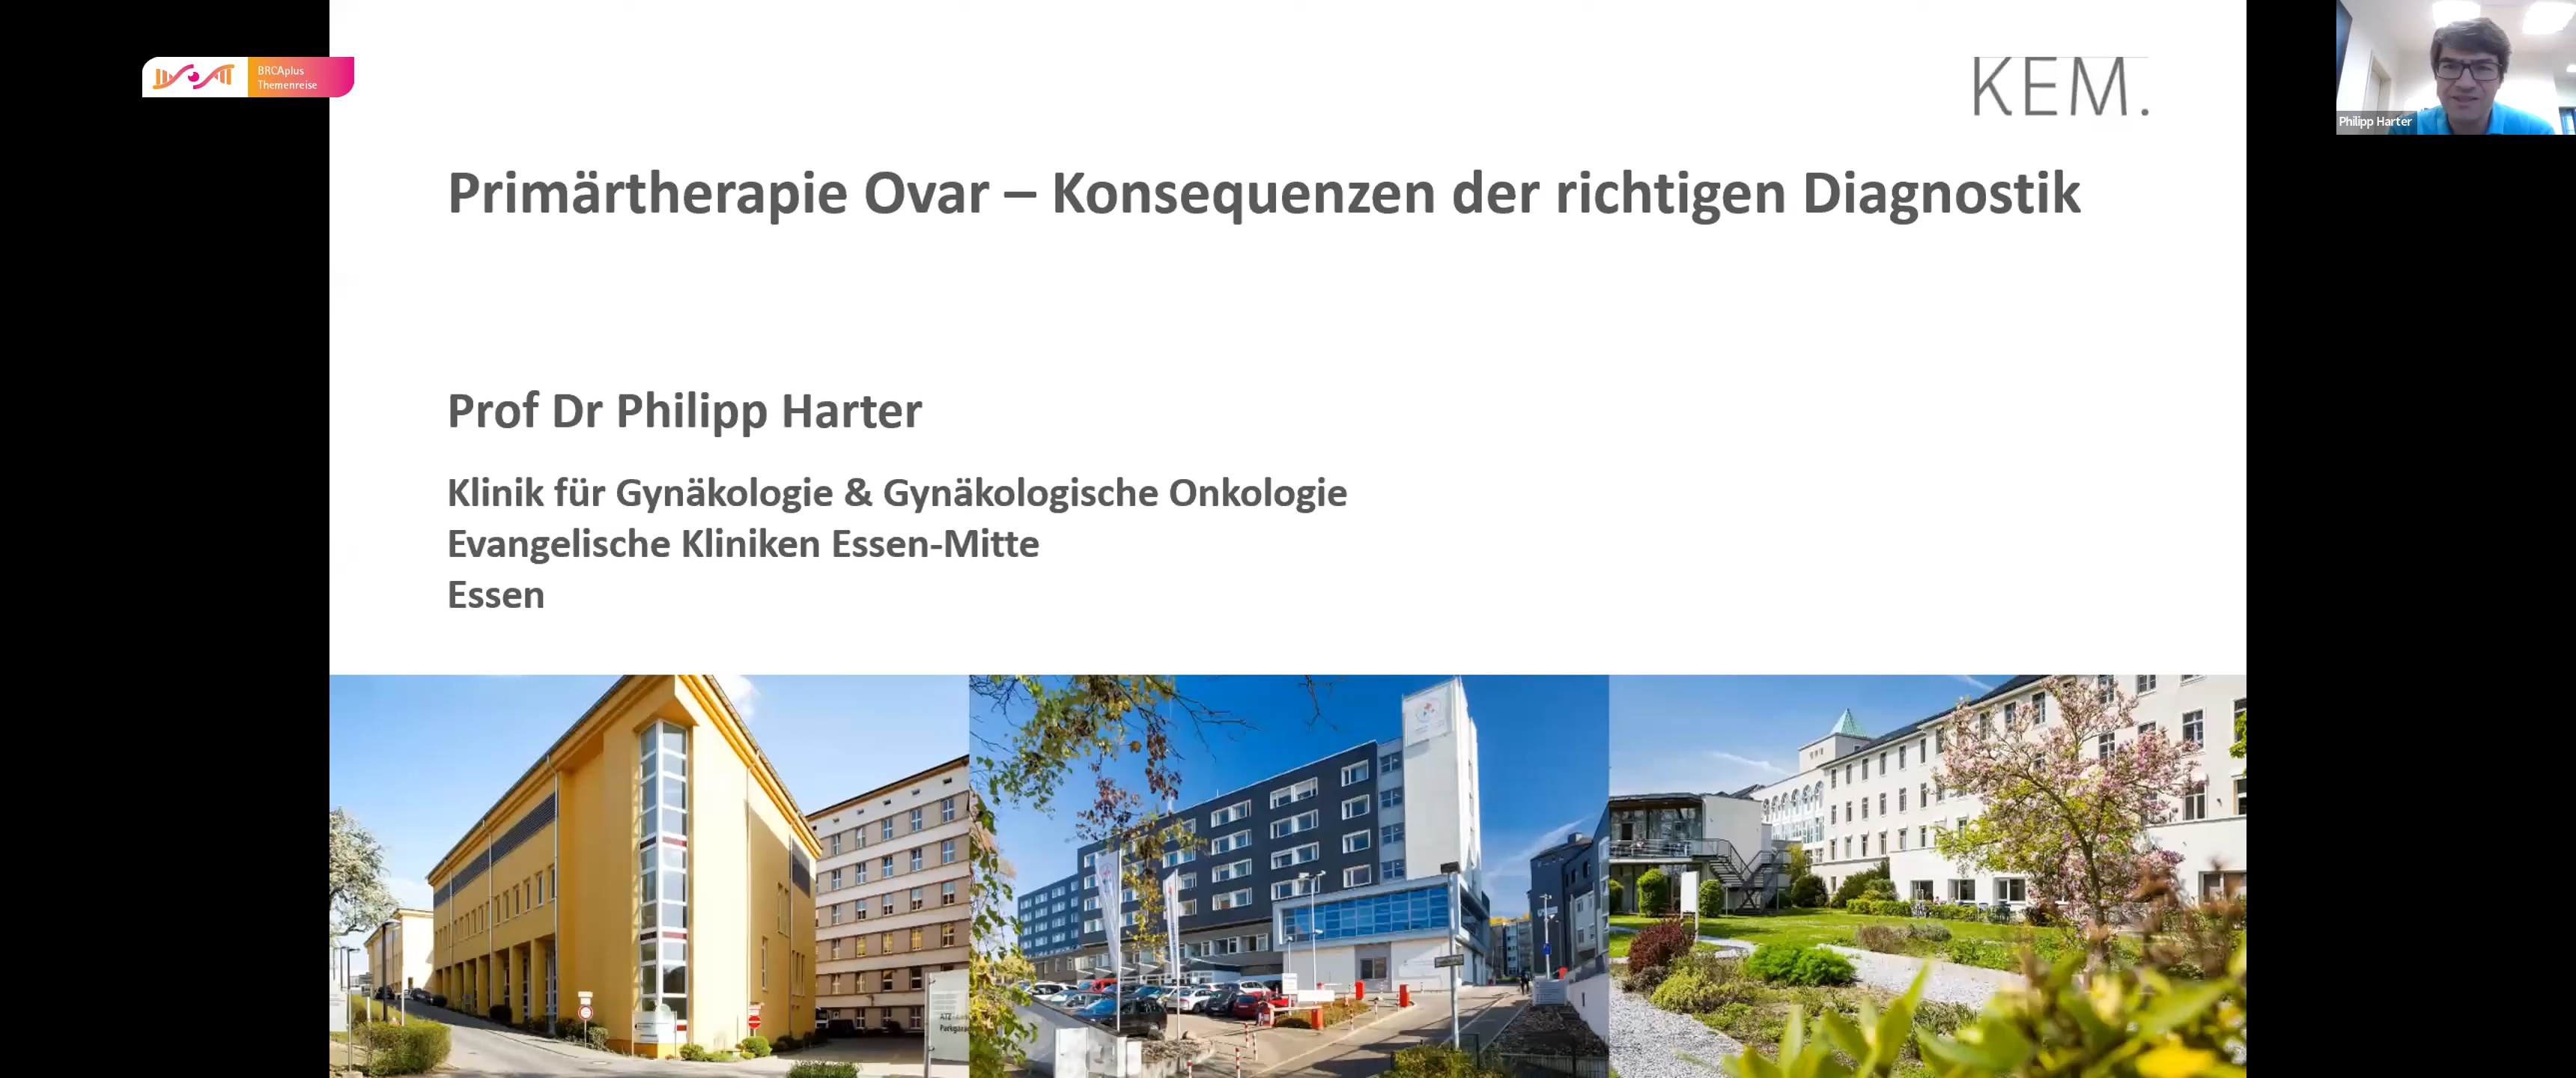 BRCAplus
Themenreise
KEM.
Philipp Harter
Primärtherapie Ovar – Konsequenzen der richtigen Diagnostik
Prof Dr Philipp Harter
Klinik für Gynäkologie & Gynäkologische Onkologie
Evangelische Kliniken Essen-Mitte
Essen